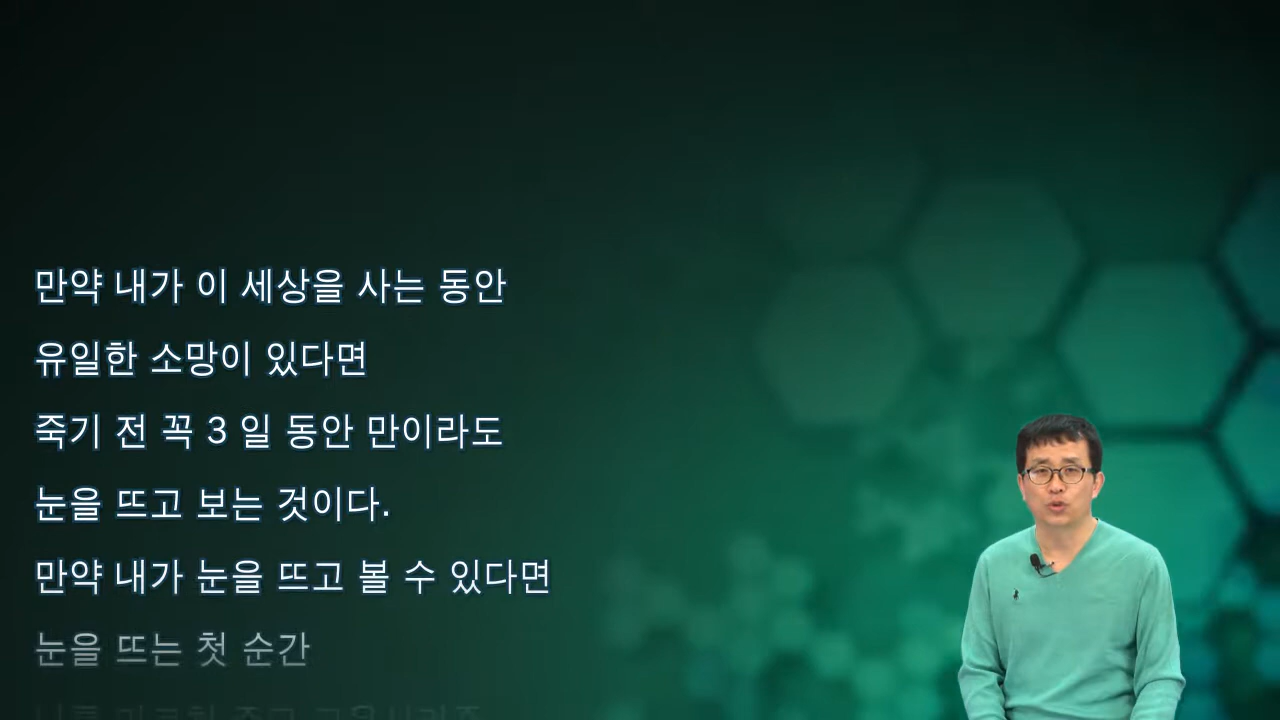 만약 내가 이 세상을 사는 동안
유일한 소망이 있다면
죽기 전 꼭 3 일 동안 만이라도
눈을 뜨고 보는 것이다.
만약 내가 눈을 뜨고 볼 수 있다면
눈을 뜨는 첫 순간